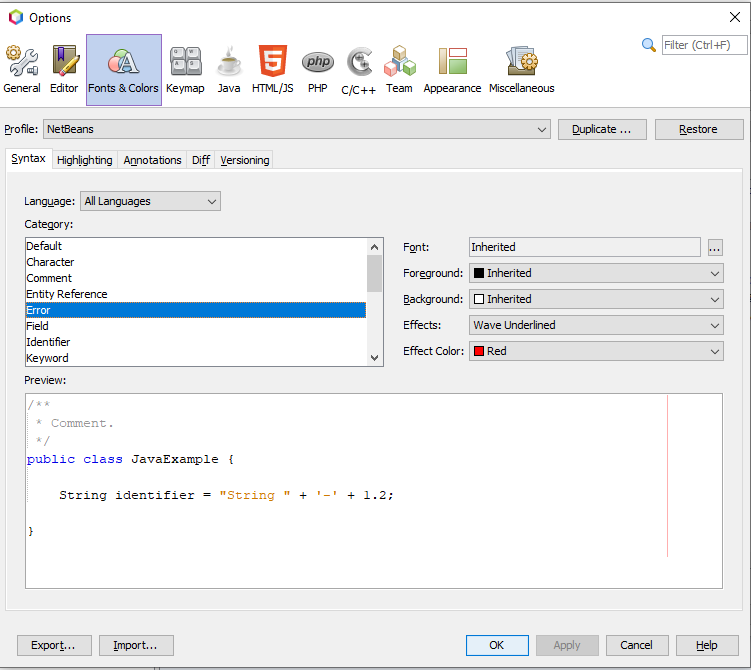 Options
Filter (Ctrl+F)
General Editor Fonts & Colors Keymap Java HTML/JS PHP C/C++ Team Appearance Miscellaneous
Profile: NetBeans Duplicate ... Restore
Syntax Highlighting Annotations Diff Versioning
Language: All Languages
Category:
Default
Character
Comment
Entity Reference
Error
Field
Identifier
Keyword
Font: Inherited ...
Foreground: Inherited
Background: Inherited
Effects: Wave Underlined
Effect Color: Red
Preview:
/**
 * Comment.
 */
public class JavaExample {
    String identifier = "String " + '-' + 1.2;
}
Export... Import... OK Apply Cancel Help